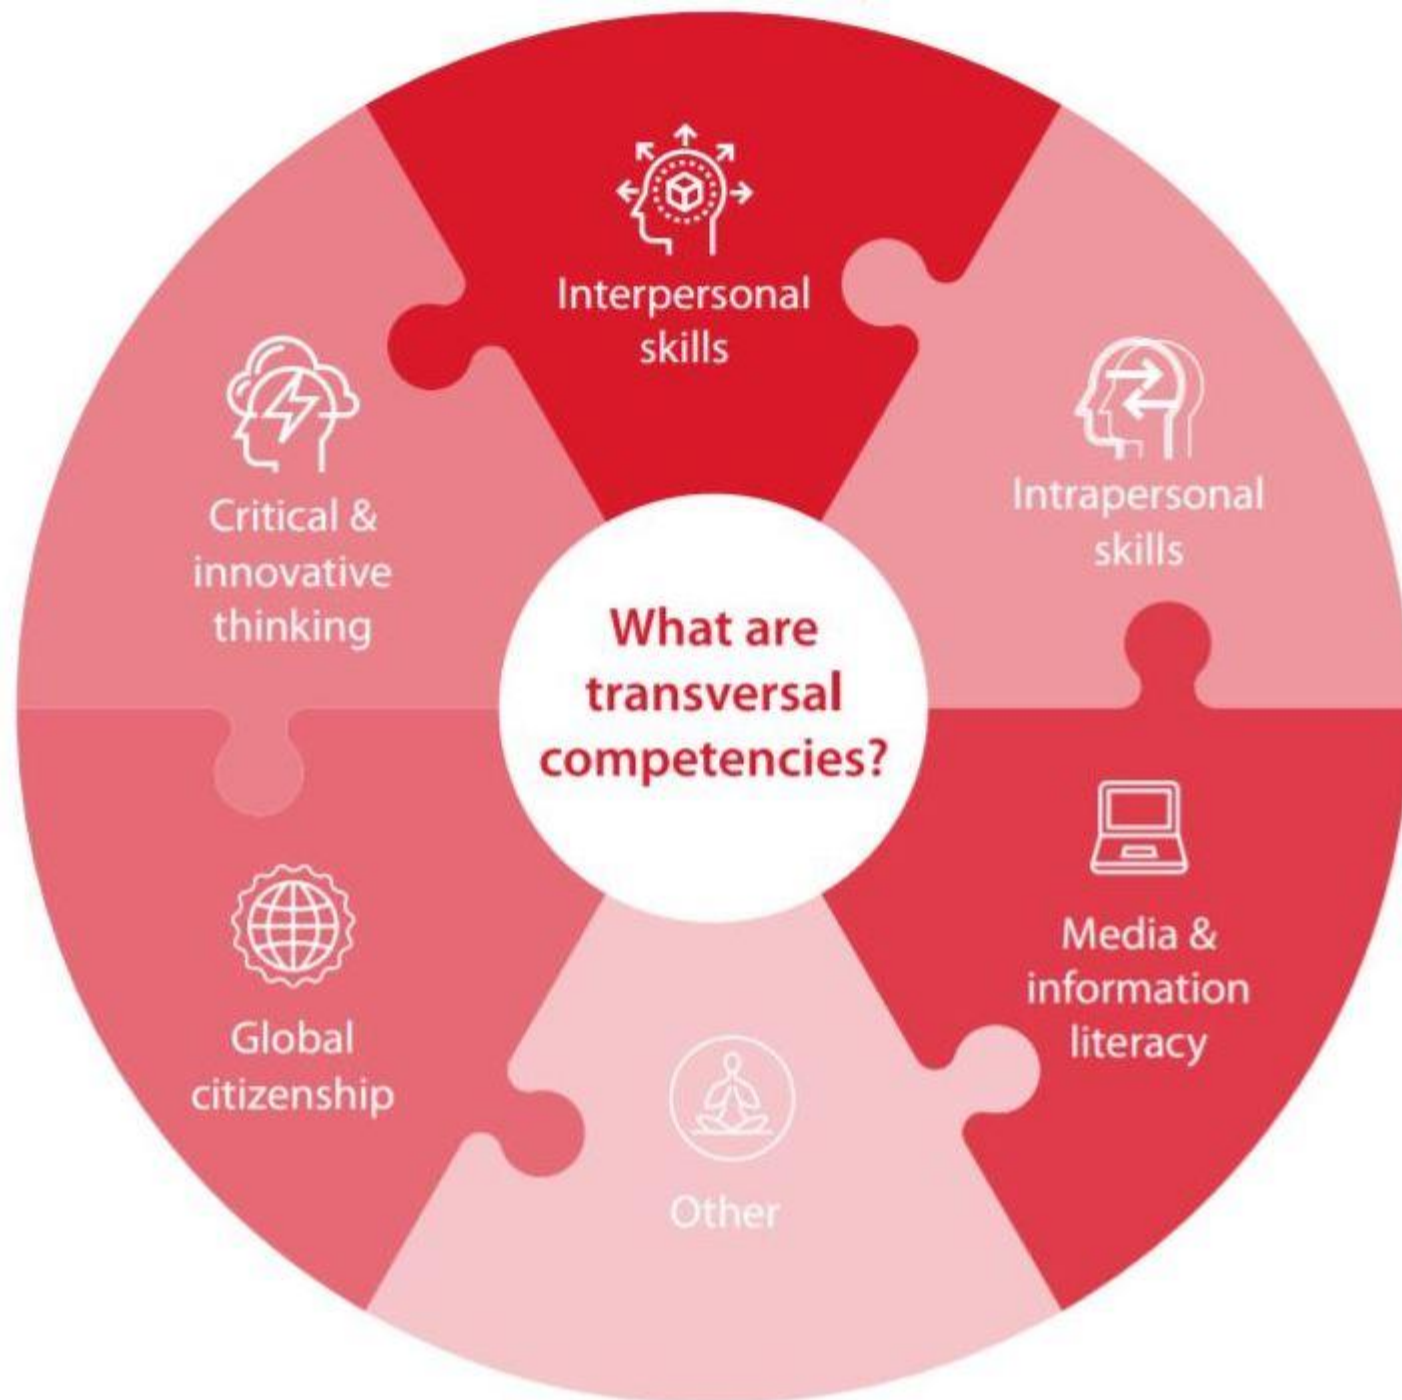 Interpersonal
skills
Intrapersonal
skills
Media &
information
literacy
Other
Global
citizenship
Critical &
innovative
thinking
What are
transversal
competencies?